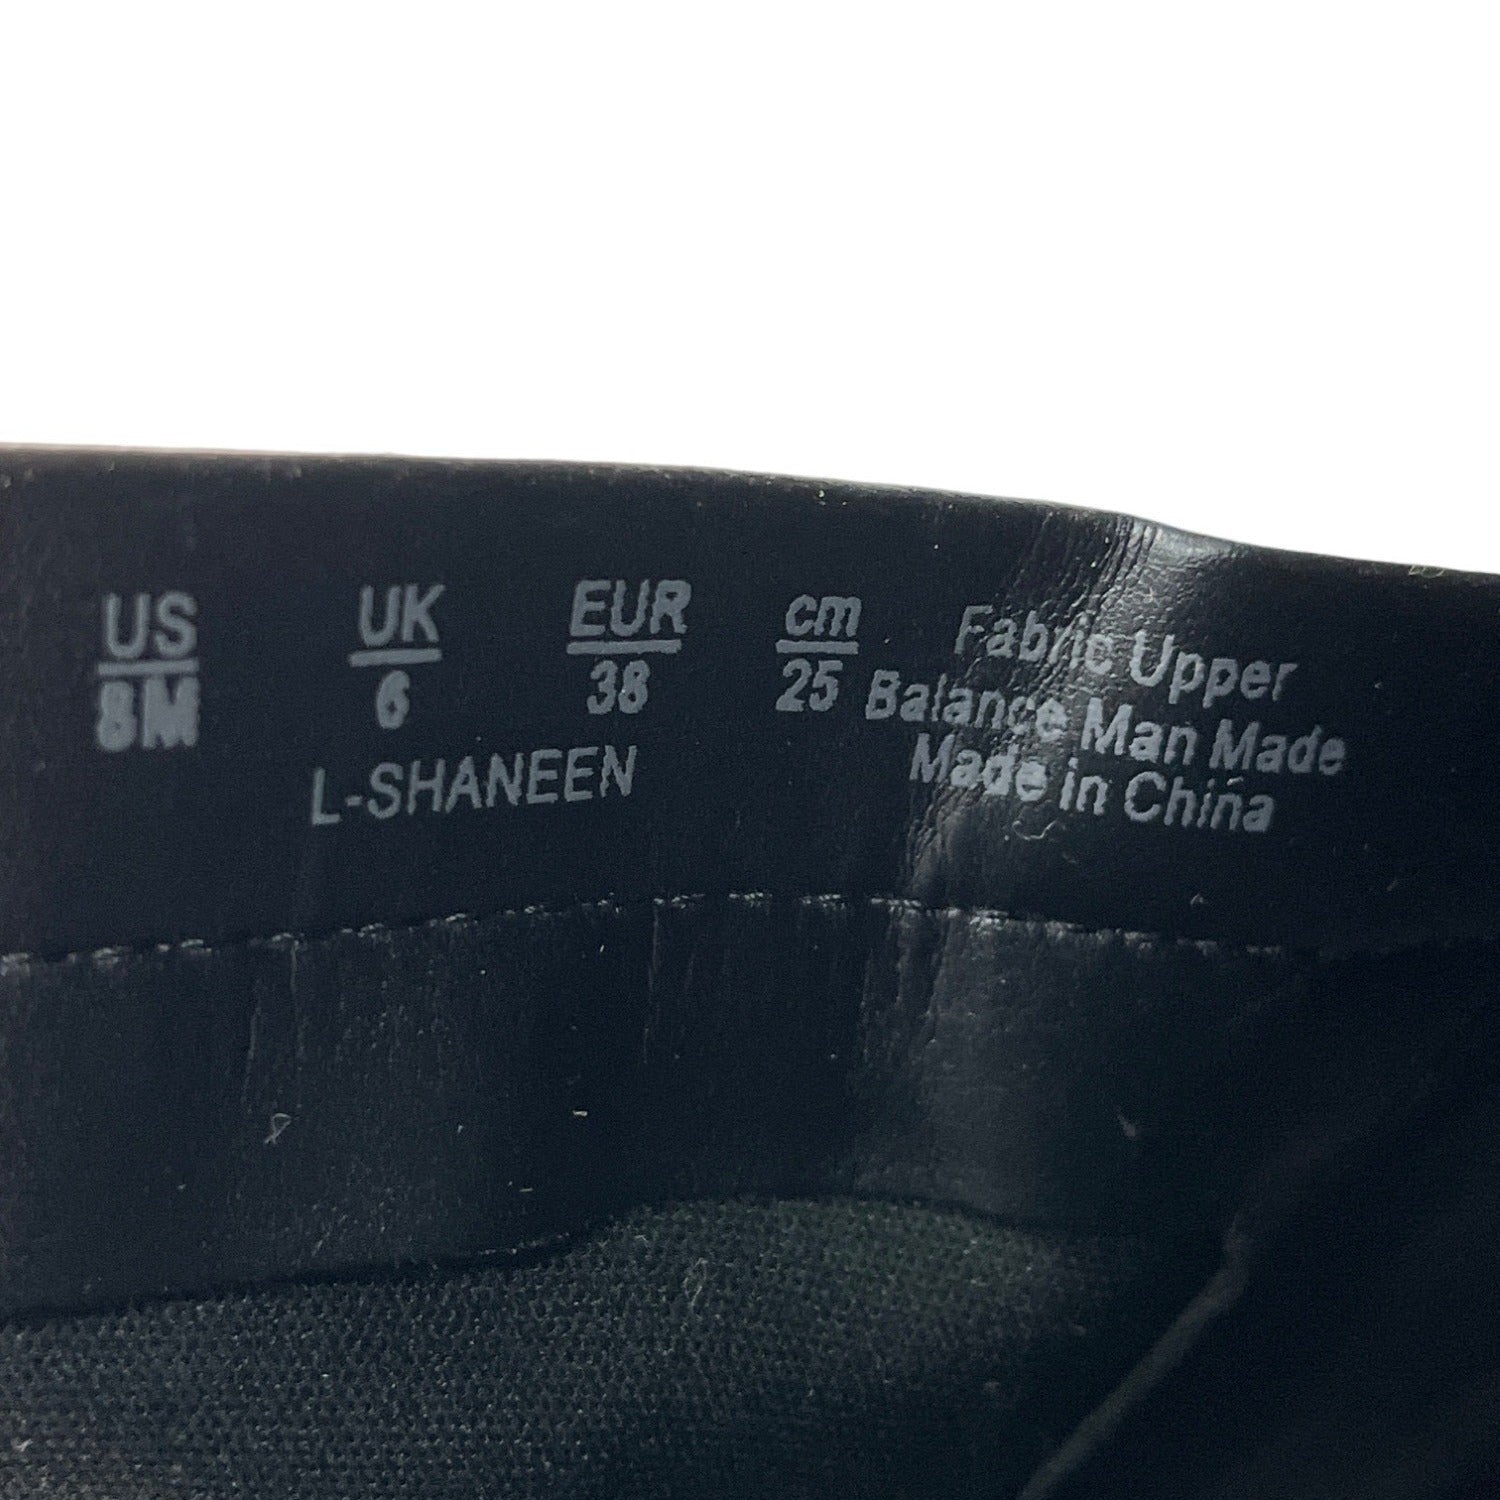 US UK EUR cm
8M 6 38 25
L-SHANEEN
Fabric Upper
Balance Man Made
Made in China